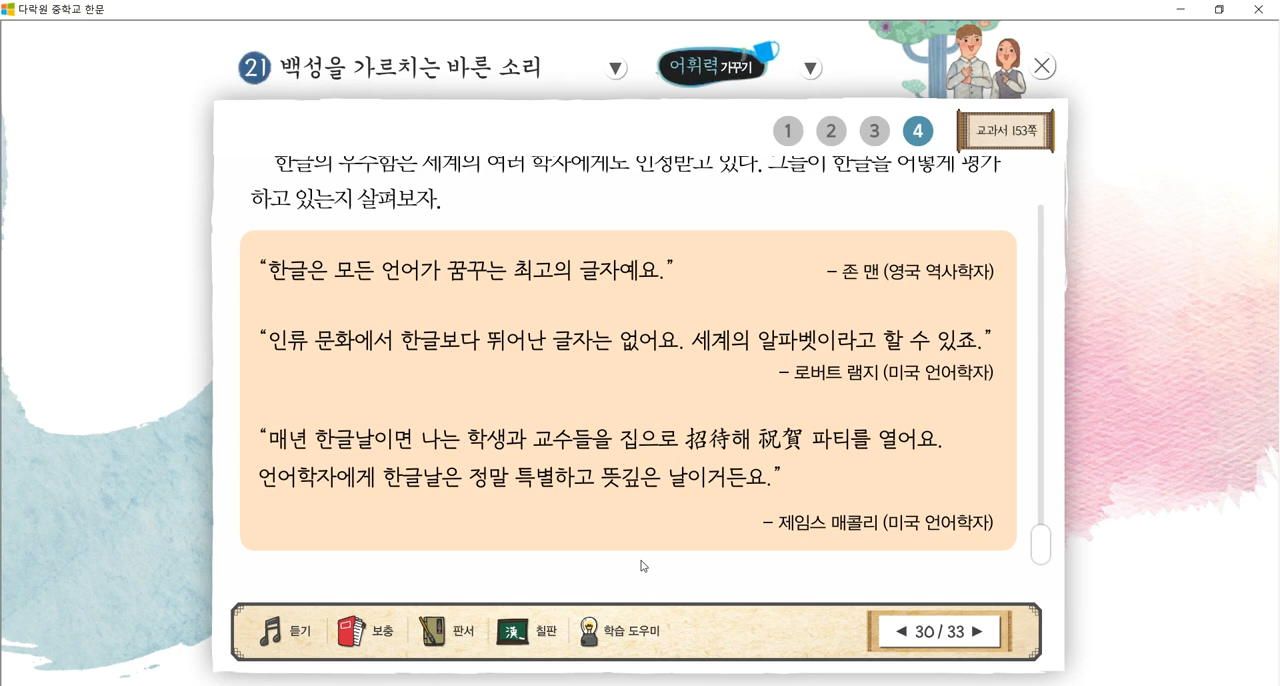 다락원 중학교 한문
21 백성을 가르치는 바른 소리 ▼
어휘력 가꾸기 ▼
1 2 3 4
교과서 153쪽
한글의 우수함은 세계의 여러 학자에게도 인정받고 있다. 그들이 한글을 어떻게 평가
하고 있는지 살펴보자.
“한글은 모든 언어가 꿈꾸는 최고의 글자예요.” – 존 맨 (영국 역사학자)
“인류 문화에서 한글보다 뛰어난 글자는 없어요. 세계의 알파벳이라고 할 수 있죠.”
– 로버트 램지 (미국 언어학자)
“매년 한글날이면 나는 학생과 교수들을 집으로 招待해 祝賀 파티를 열어요.
언어학자에게 한글날은 정말 특별하고 뜻깊은 날이거든요.”
– 제임스 매콜리 (미국 언어학자)
듣기 보충 판서 漢 칠판 학습 도우미 ◀ 30 / 33 ▶